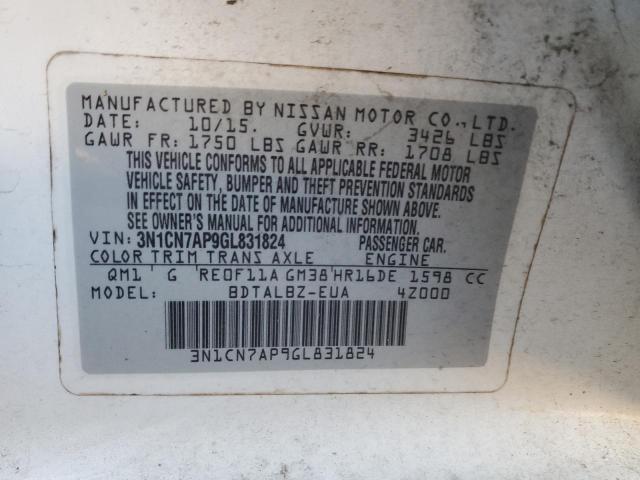 MANUFACTURED BY NISSAN MOTOR CO., LTD.
DATE: 10/15. GVWR: 3426 LBS
GAWR FR: 1750 LBS GAWR RR: 1708 LBS
THIS VEHICLE CONFORMS TO ALL APPLICABLE FEDERAL MOTOR
VEHICLE SAFETY, BUMPER AND THEFT PREVENTION STANDARDS
IN EFFECT ON THE DATE OF MANUFACTURE SHOWN ABOVE.
SEE OWNER'S MANUAL FOR ADDITIONAL INFORMATION.
VIN: 3N1CN7AP9GL831824 PASSENGER CAR.
COLOR TRIM TRANS AXLE ENGINE
QM1 G RE0F11A GM38 HR16DE 1598 CC
MODEL: BDTALBZ-EUA 4Z000
3N1CN7AP9GL831824